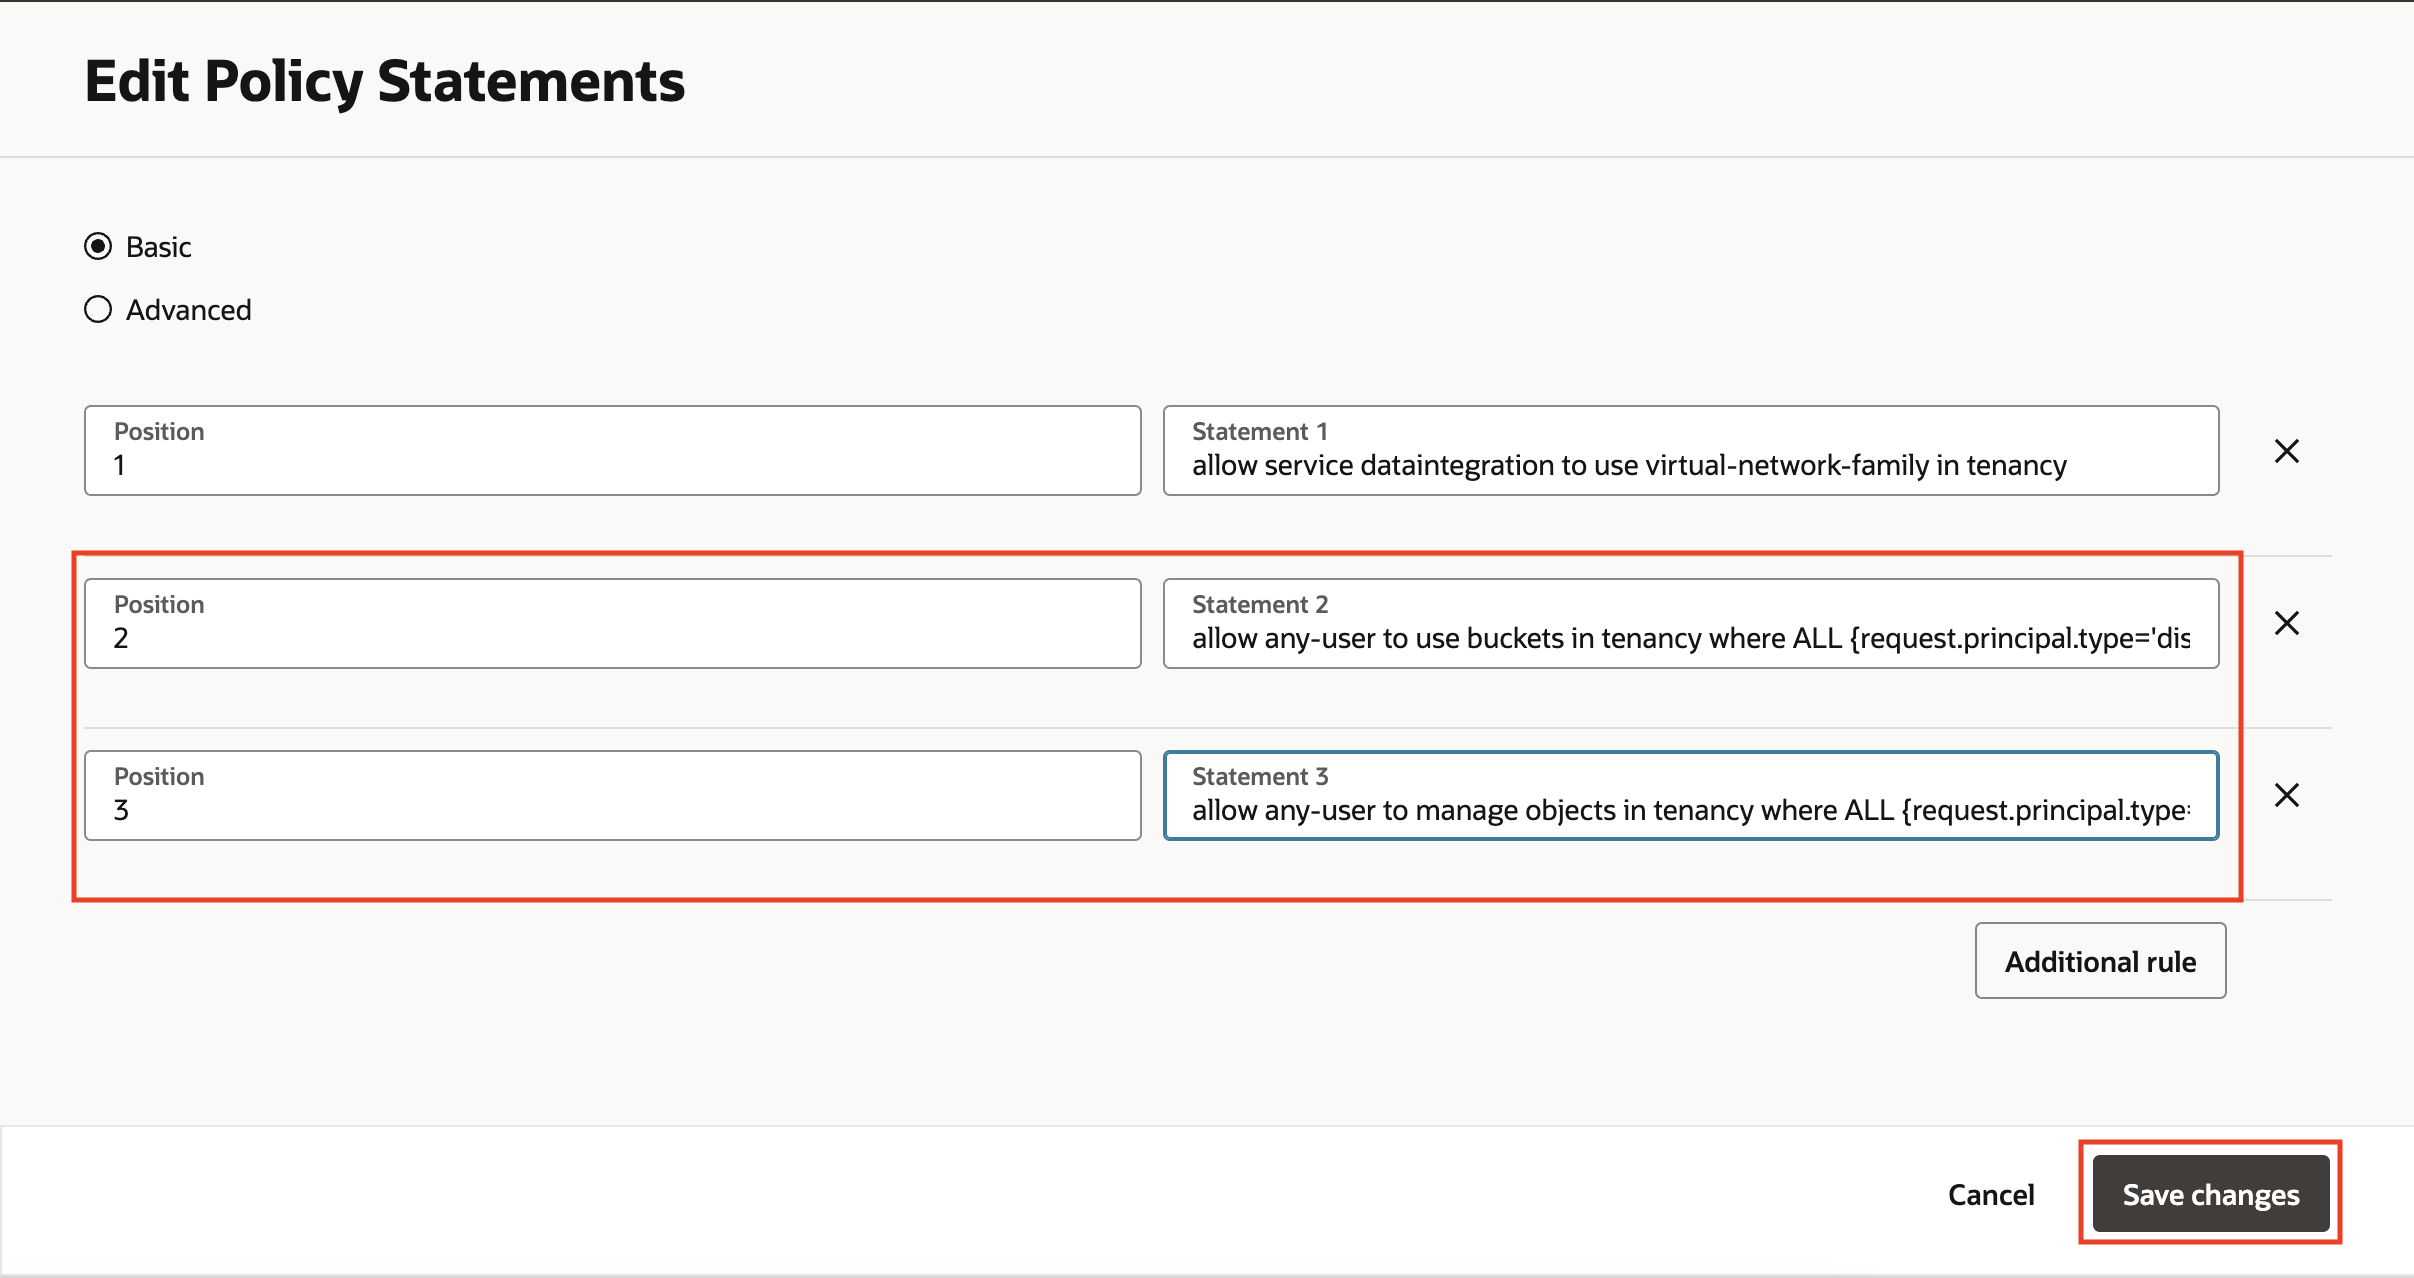 Edit Policy Statements
Basic
Advanced
Position
1
Statement 1
allow service dataintegration to use virtual-network-family in tenancy
Position
2
Statement 2
allow any-user to use buckets in tenancy where ALL {request.principal.type='dis
Position
3
Statement 3
allow any-user to manage objects in tenancy where ALL {request.principal.type=
Additional rule
Cancel
Save changes